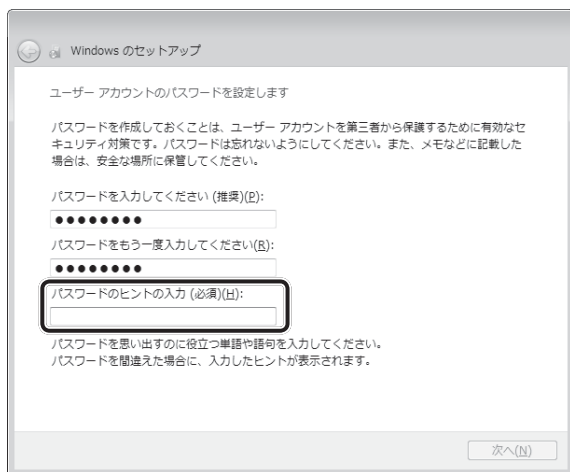 Windows のセットアップ
ユーザー アカウントのパスワードを設定します
パスワードを作成しておくことは、ユーザー アカウントを第三者から保護するために有効なセ
キュリティ対策です。パスワードは忘れないようにしてください。また、メモなどに記載した
場合は、安全な場所に保管してください。
パスワードを入力してください (推奨)(P):
●●●●●●●●
パスワードをもう一度入力してください(R):
●●●●●●●●
パスワードのヒントの入力 (必須)(H):
パスワードを思い出すのに役立つ単語や語句を入力してください。
パスワードを間違えた場合に、入力したヒントが表示されます。
次へ(N)